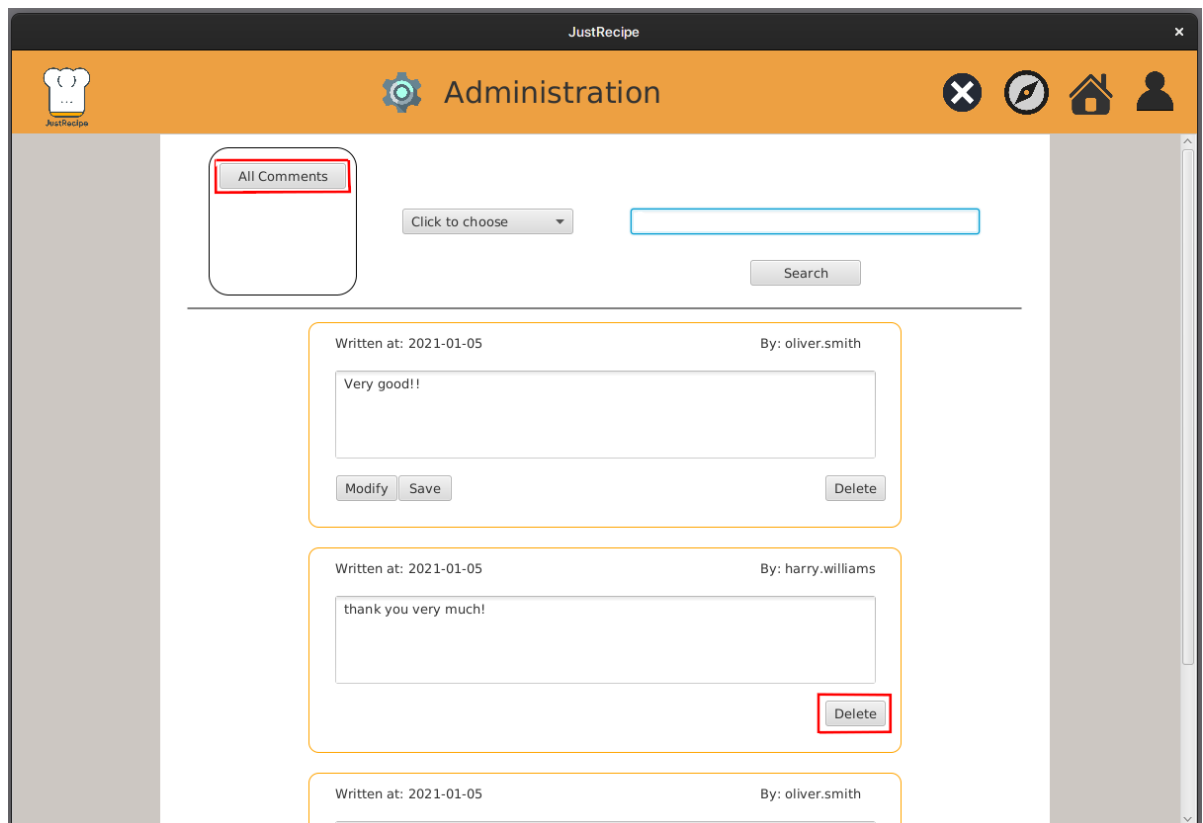 JustRecipe
JustRecipe
Administration
All Comments
Click to choose
Search
Written at: 2021-01-05 By: oliver.smith
Very good!!
Modify Save Delete
Written at: 2021-01-05 By: harry.williams
thank you very much!
Delete
Written at: 2021-01-05 By: oliver.smith